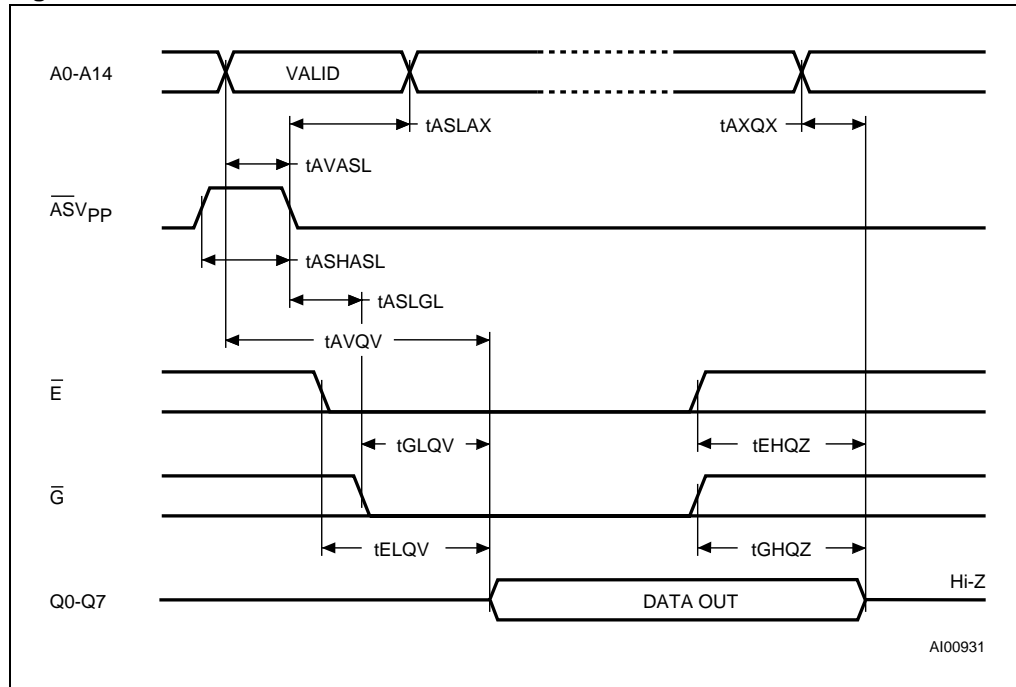 A0-A14
VALID
tASLAX
tAXQX
tAVASL
ASVPP
tASHASL
tASLGL
tAVQV
E
tGLQV
tEHQZ
G
tELQV
tGHQZ
Q0-Q7
DATA OUT
Hi-Z
AI00931